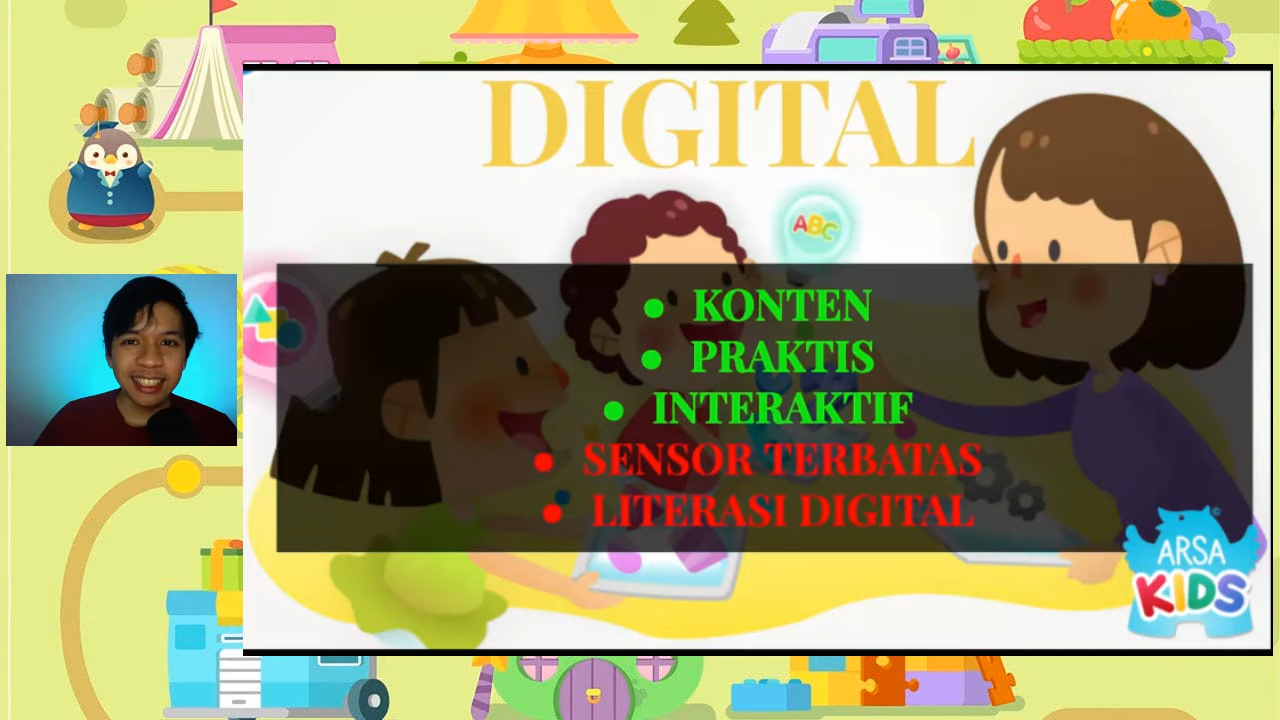 DIGITAL
ABC
• KONTEN
• PRAKTIS
• INTERAKTIF
• SENSOR TERBATAS
• LITERASI DIGITAL
ARSA
KIDS